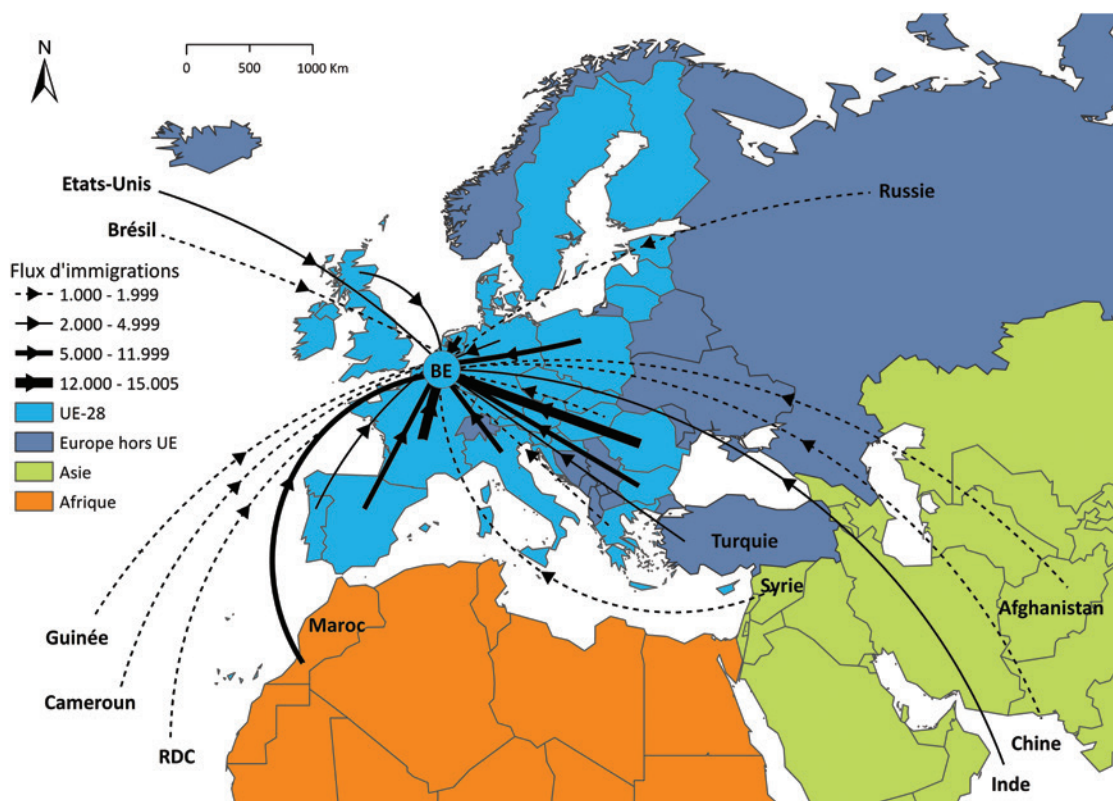 N
0 500 1000 Km
Etats-Unis
Brésil
Russie
Flux d'immigrations
1.000 - 1.999
2.000 - 4.999
5.000 - 11.999
12.000 - 15.005
UE-28
Europe hors UE
Asie
Afrique
BE
Turquie
Syrie
Afghanistan
Maroc
Guinée
Cameroun
RDC
Chine
Inde